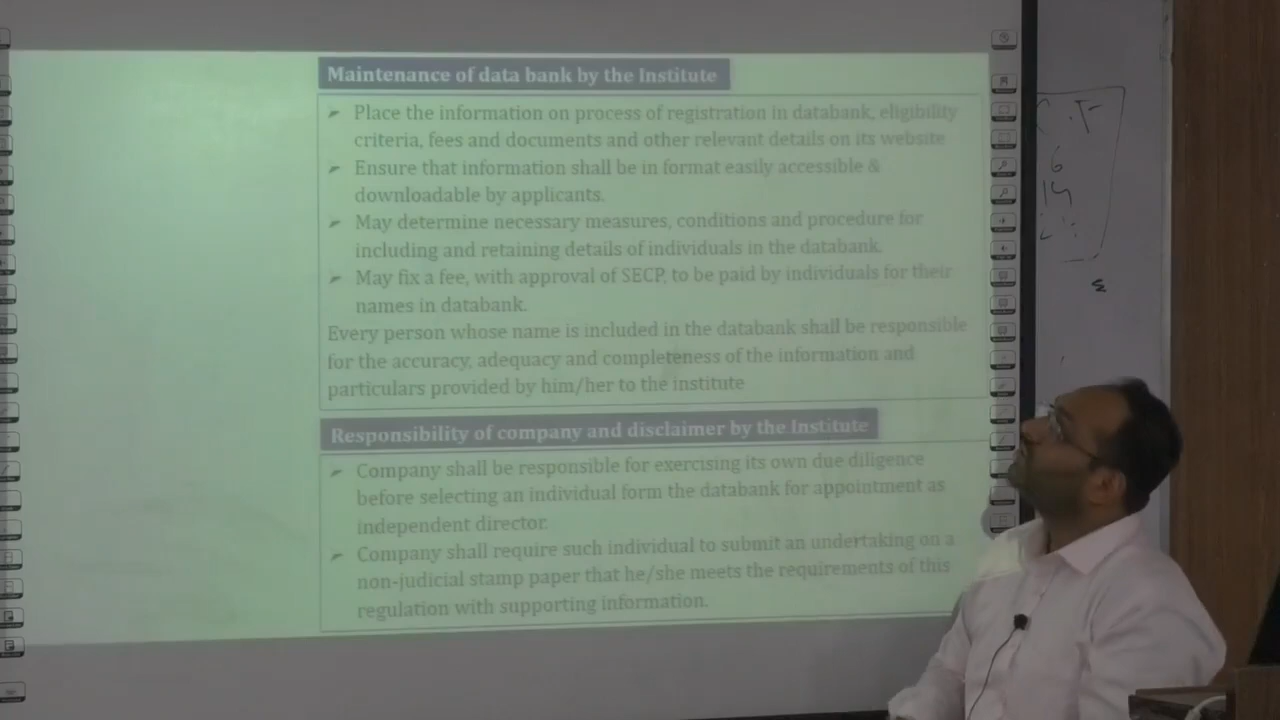 Maintenance of data bank by the Institute
Place the information on process of registration in databank, eligibility
criteria, fees and documents and other relevant details on its website
Ensure that information shall be in format easily accessible &
downloadable by applicants.
May determine necessary measures, conditions and procedure for
including and retaining details of individuals in the databank.
May fix a fee, with approval of SECP, to be paid by individuals for their
names in databank.
Every person whose name is included in the databank shall be responsible
for the accuracy, adequacy and completeness of the information and
particulars provided by him/her to the institute
Responsibility of company and disclaimer by the Institute
Company shall be responsible for exercising its own due diligence
before selecting an individual form the databank for appointment as
independent director.
Company shall require such individual to submit an undertaking on a
non-judicial stamp paper that he/she meets the requirements of this
regulation with supporting information.